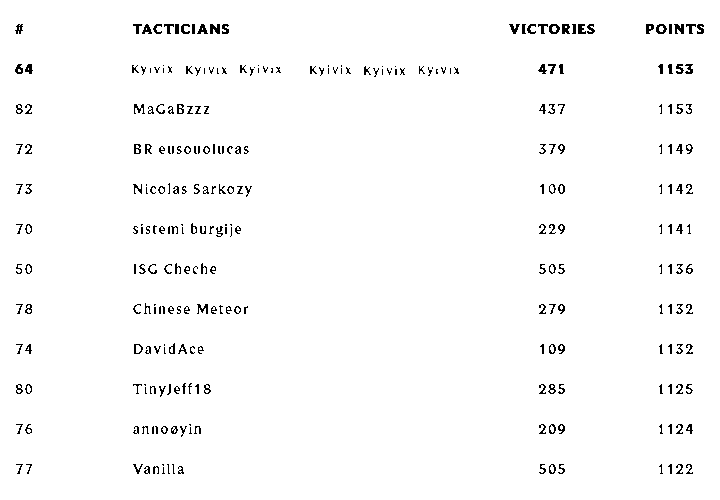 # TACTICIANS VICTORIES POINTS
64 Kyivix Kyivix Kyivix Kyivix Kyivix Kyivix 471 1153
82 MaGaBzzz 437 1153
72 BR eusouolucas 379 1149
73 Nicolas Sarkozy 100 1142
70 sistemi burgije 229 1141
50 ISG Cheche 505 1136
78 Chinese Meteor 279 1132
74 DavidAce 109 1132
80 TinyJeff18 285 1125
76 annoøyin 209 1124
77 Vanilla 505 1122